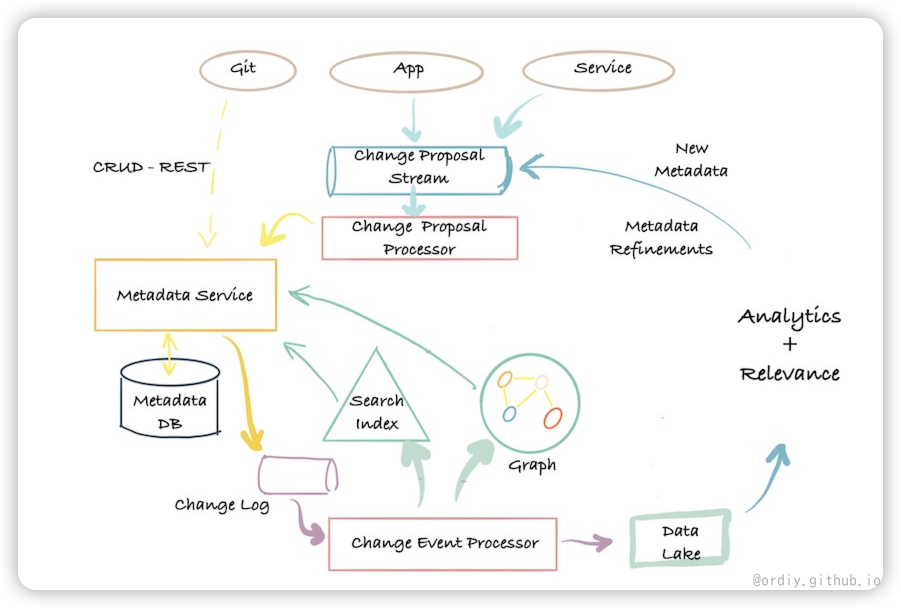 Git
App
Service
CRUD - REST
Change Proposal
Stream
New
Metadata
Change Proposal
Processor
Metadata
Refinements
Metadata Service
Analytics
+
Relevance
Metadata
DB
Search
Index
Graph
Change Log
Change Event Processor
Data
Lake
@ordiy.github.io